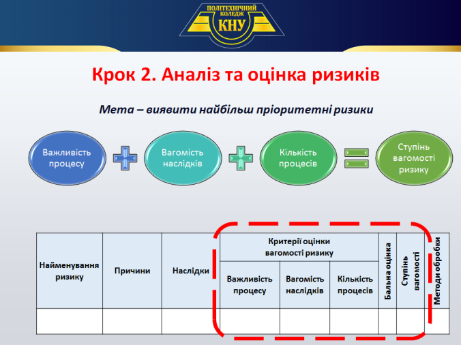 ПОЛІТЕХНІЧНИЙ
КОЛЕДЖ
КНУ
Крок 2. Аналіз та оцінка ризиків
Мета – виявити найбільш пріоритетні ризики
Важливість
процесу
Вагомість
наслідків
Кількість
процесів
Ступінь
вагомості
ризику
Найменування
ризику
Причини
Наслідки
Критерії оцінки
вагомості ризику
Важливість
процесу
Вагомість
наслідків
Кількість
процесів
Бальна оцінка
Ступінь
вагомості
Методи обробки